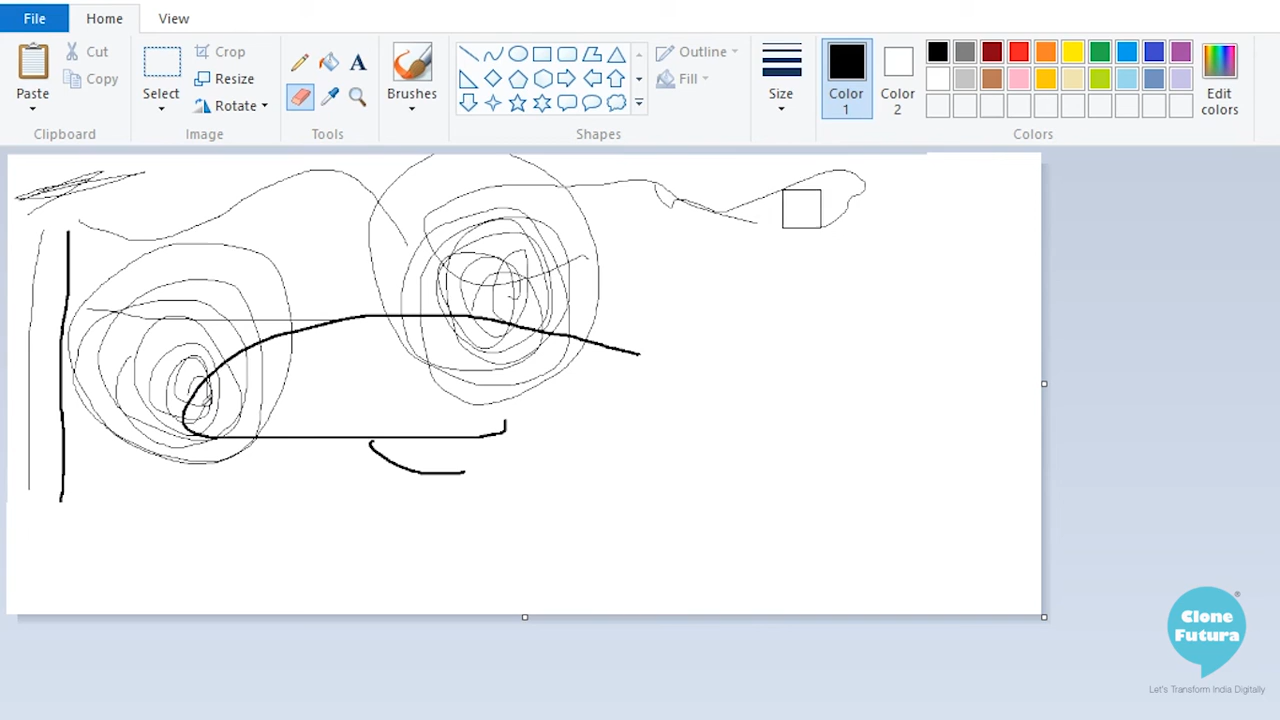 File Home View
Paste
Cut
Copy
Clipboard
Select
Crop
Resize
Rotate
Image
A
Tools
Brushes
Outline
Fill
Shapes
Size
Color 1
Color 2
Edit colors
Colors
Clone
Futura
®
Let's Transform India Digitally